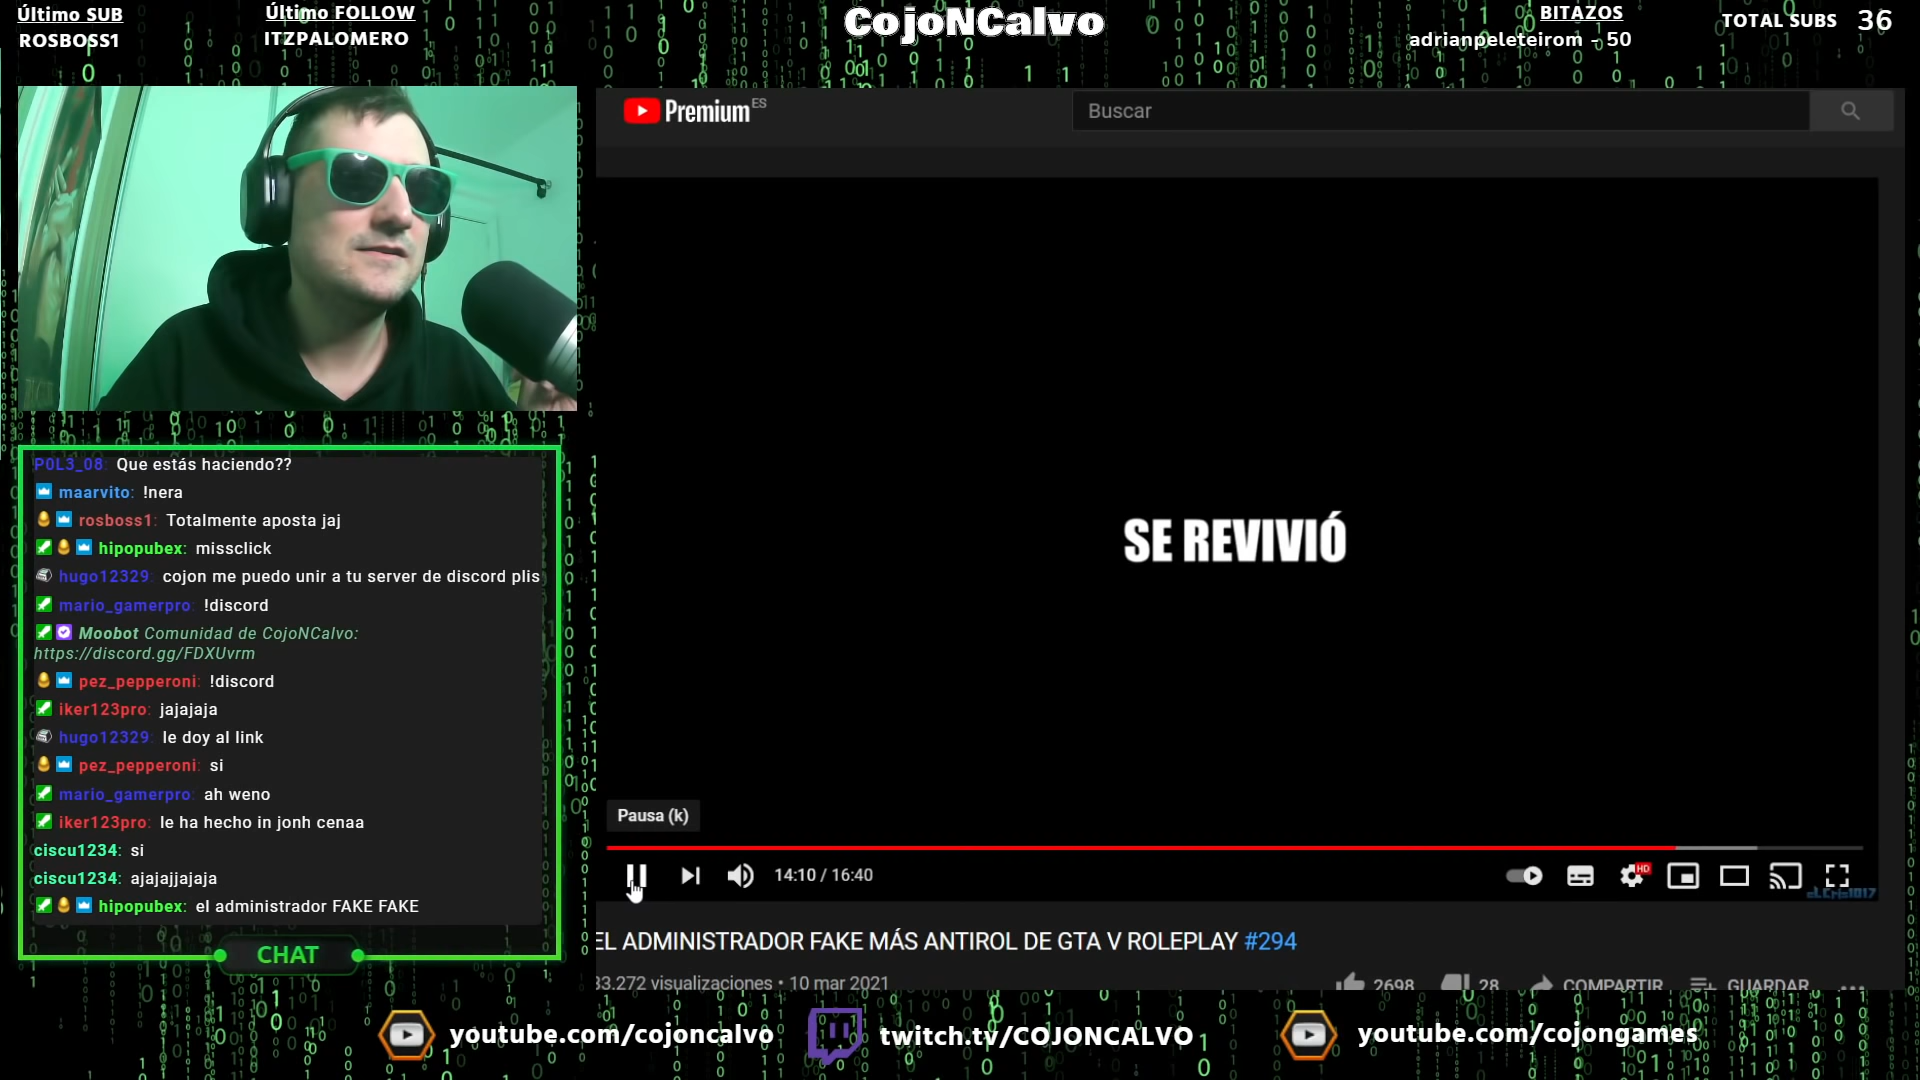 Último SUB
ROSBOSS1
Último FOLLOW
ITZPALOMERO
CojoNCalvo
BITAZOS
adrianpeleteirom - 50
TOTAL SUBS 36
Premium ES
Buscar
SE REVIVIÓ
Pausa (k)
14:10 / 16:40
HD
EL ADMINISTRADOR FAKE MÁS ANTIROL DE GTA V ROLEPLAY #294
33.272 visualizaciones • 10 mar 2021
2698
28
COMPARTIR
GUARDAR
P0L3_08: Que estás haciendo??
maarvito: !nera
rosboss1: Totalmente aposta jaj
hipopubex: missclick
hugo12329: cojon me puedo unir a tu server de discord plis
mario_gamerpro: !discord
Moobot Comunidad de CojoNCalvo:
https://discord.gg/FDXUvrm
pez_pepperoni: !discord
iker123pro: jajajaja
hugo12329: le doy al link
pez_pepperoni: si
mario_gamerpro: ah weno
iker123pro: le ha hecho in jonh cenaa
ciscu1234: si
ciscu1234: ajajajjajaja
hipopubex: el administrador FAKE FAKE
CHAT
youtube.com/cojoncalvo
twitch.tv/COJONCALVO
youtube.com/cojongames